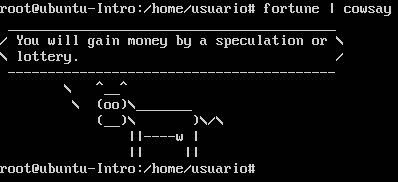 root@ubuntu-Intro:/home/usuario# fortune | cowsay
 _________________________________________
/ You will gain money by a speculation or \
\ lottery.                                /
 -----------------------------------------
        \   ^__^
         \  (oo)\_______
            (__)\       )\/\
                ||----w |
                ||     ||
root@ubuntu-Intro:/home/usuario#